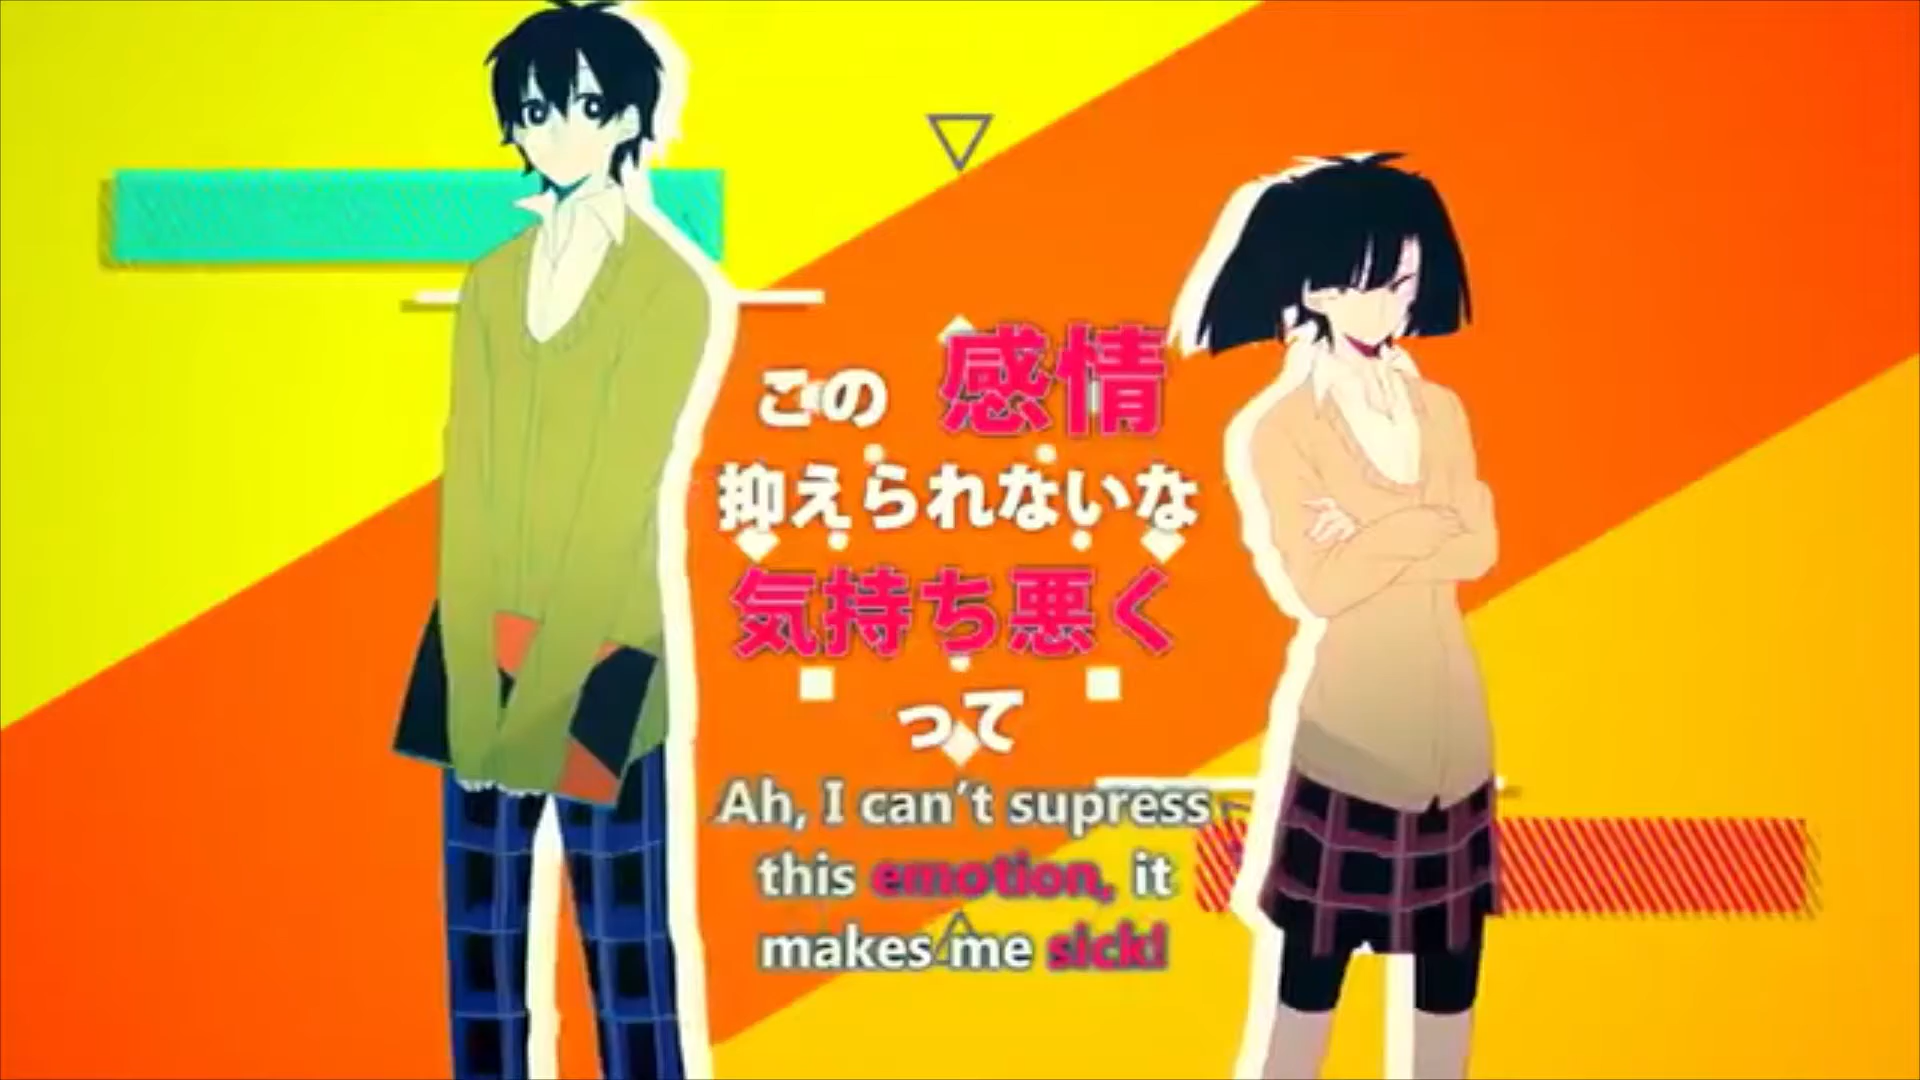 この 感情
抑えられないな
気持ち悪く
って
Ah, I can't supress
this emotion, it
makes me sick!